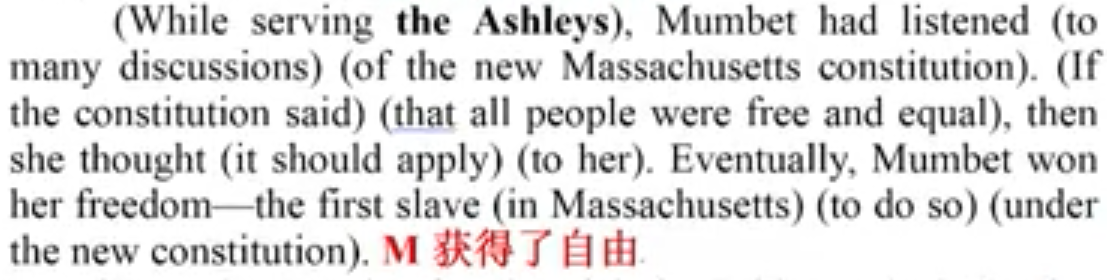 (While serving the Ashleys), Mumbet had listened (to
many discussions) (of the new Massachusetts constitution). (If
the constitution said) (that all people were free and equal), then
she thought (it should apply) (to her). Eventually, Mumbet won
her freedom—the first slave (in Massachusetts) (to do so) (under
the new constitution). M 获得了自由.